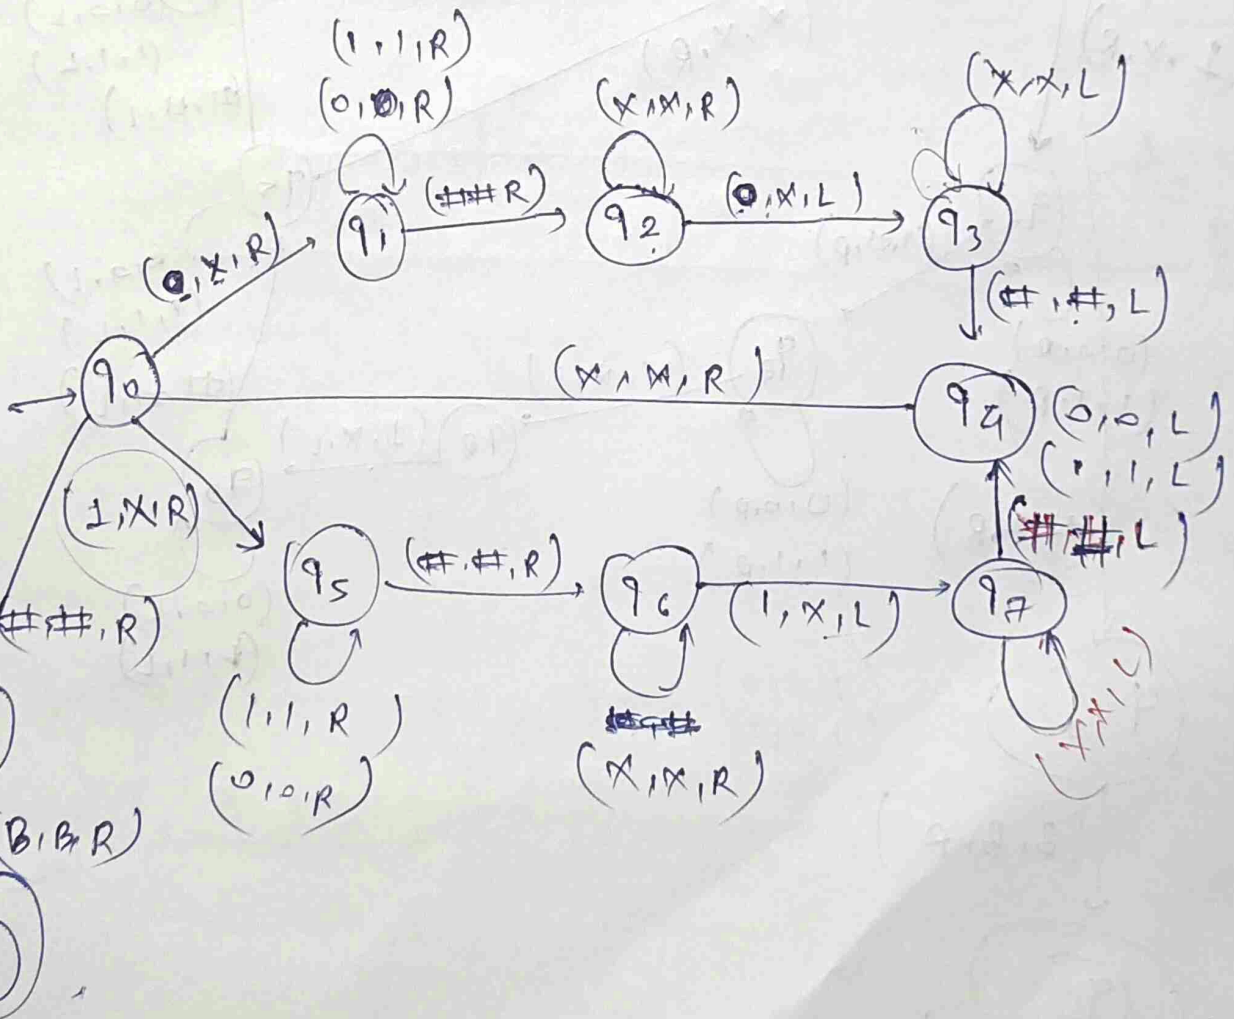 (1,1,R)
(0,0,R)
(x,x,R)
(x,x,L)
q1
(##R)
q2
(0,x,L)
q3
(0,x,R)
(#,#,L)
q0
(x,x,R)
q4
(0,0,L)
(1,1,L)
(1,X,R)
(#,#,L)
q5
(#,#,R)
q6
(1,x,L)
q7
#,#,R)
(1,1,R)
(0,0,R)
(x,x,R)
(x,x,L)
B,B,R)